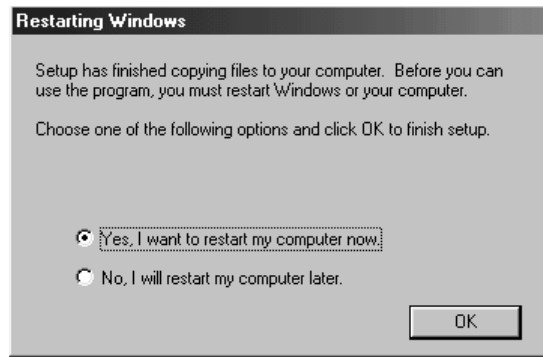 Restarting Windows
Setup has finished copying files to your computer.  Before you can
use the program, you must restart Windows or your computer.
Choose one of the following options and click OK to finish setup.
Yes, I want to restart my computer now.
No, I will restart my computer later.
OK